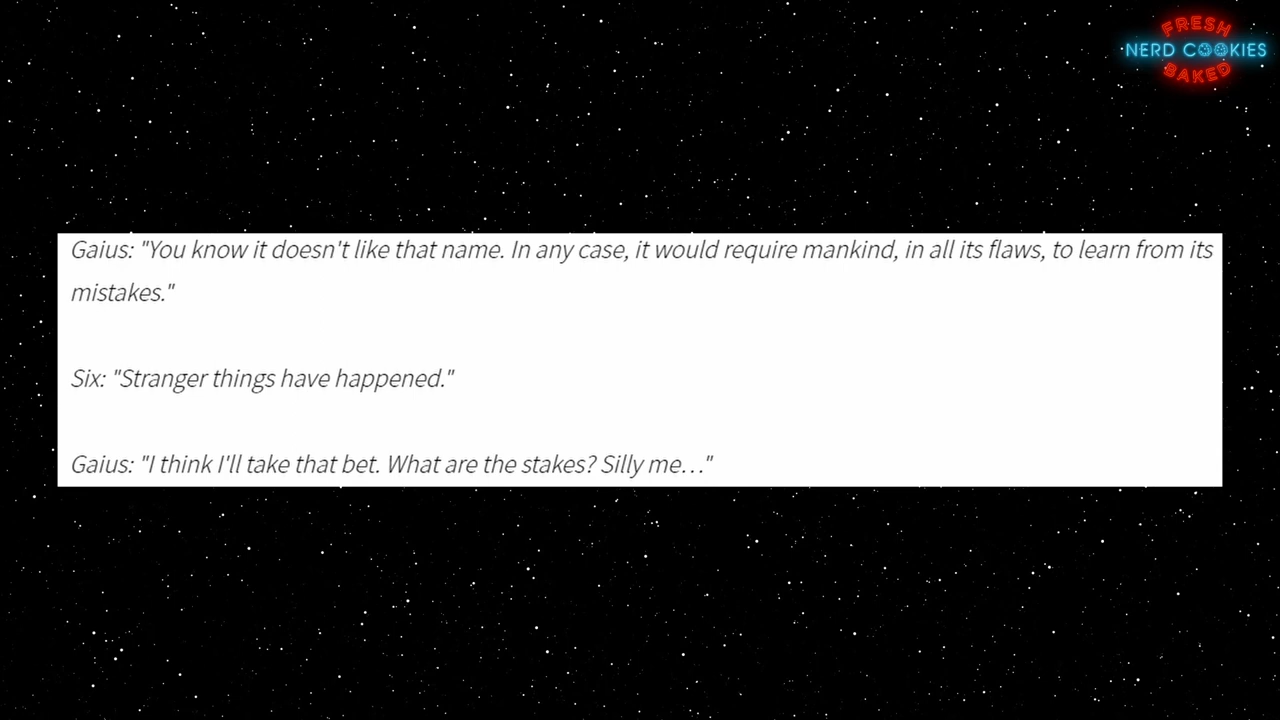 FRESH
NERD COOKIES
BAKED
Gaius: "You know it doesn't like that name. In any case, it would require mankind, in all its flaws, to learn from its
mistakes."
Six: "Stranger things have happened."
Gaius: "I think I'll take that bet. What are the stakes? Silly me…"